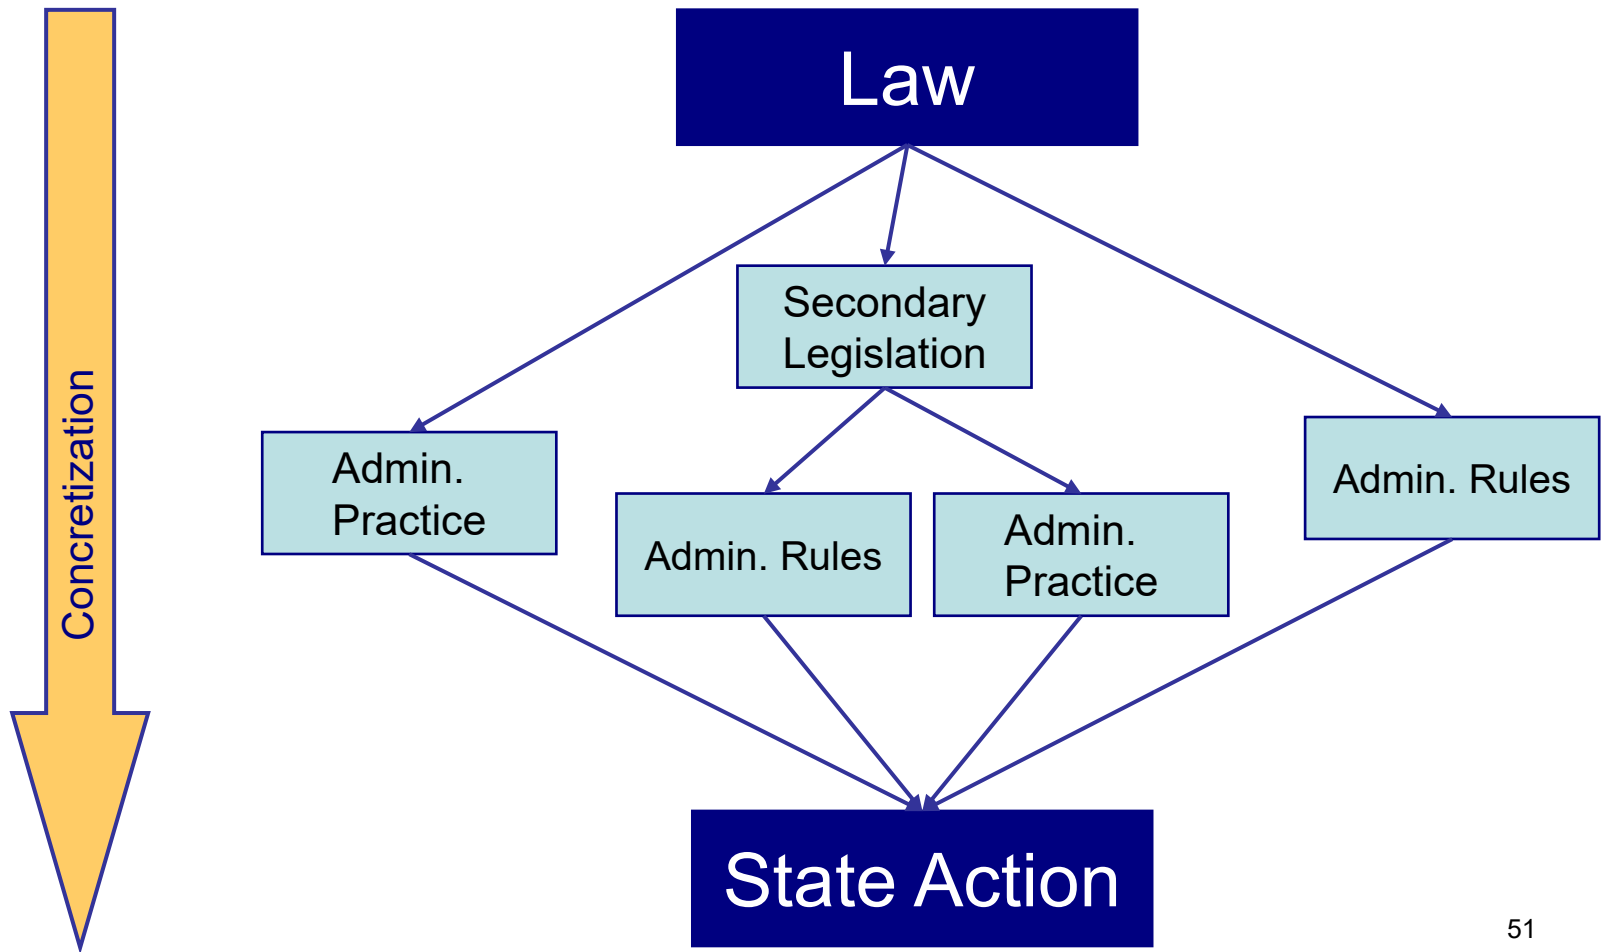 Law
Secondary
Legislation
Concretization
Admin.
Practice
Admin. Rules
Admin.
Practice
Admin. Rules
State Action
51